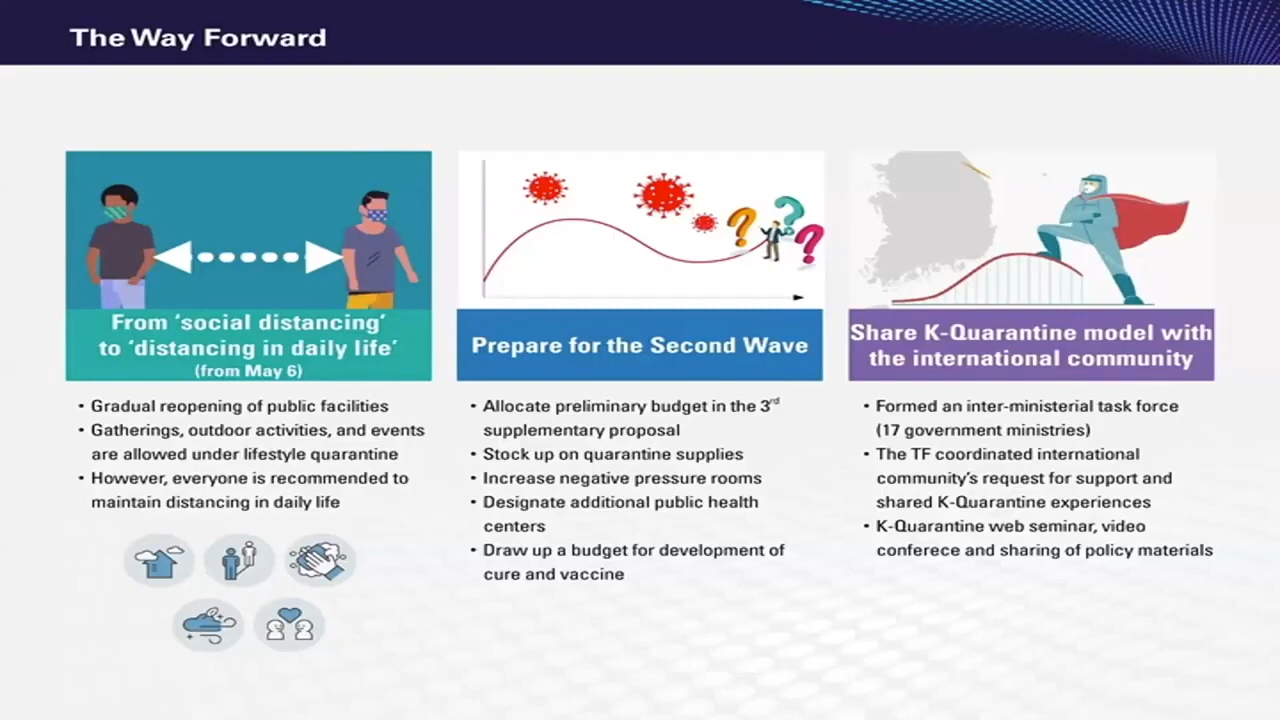 The Way Forward
From ‘social distancing’
to ‘distancing in daily life’
(from May 6)
• Gradual reopening of public facilities
• Gatherings, outdoor activities, and events
are allowed under lifestyle quarantine
• However, everyone is recommended to
maintain distancing in daily life
Prepare for the Second Wave
• Allocate preliminary budget in the 3rd
supplementary proposal
• Stock up on quarantine supplies
• Increase negative pressure rooms
• Designate additional public health
centers
• Draw up a budget for development of
cure and vaccine
Share K-Quarantine model with
the international community
• Formed an inter-ministerial task force
(17 government ministries)
• The TF coordinated international
community’s request for support and
shared K-Quarantine experiences
• K-Quarantine web seminar, video
conferece and sharing of policy materials